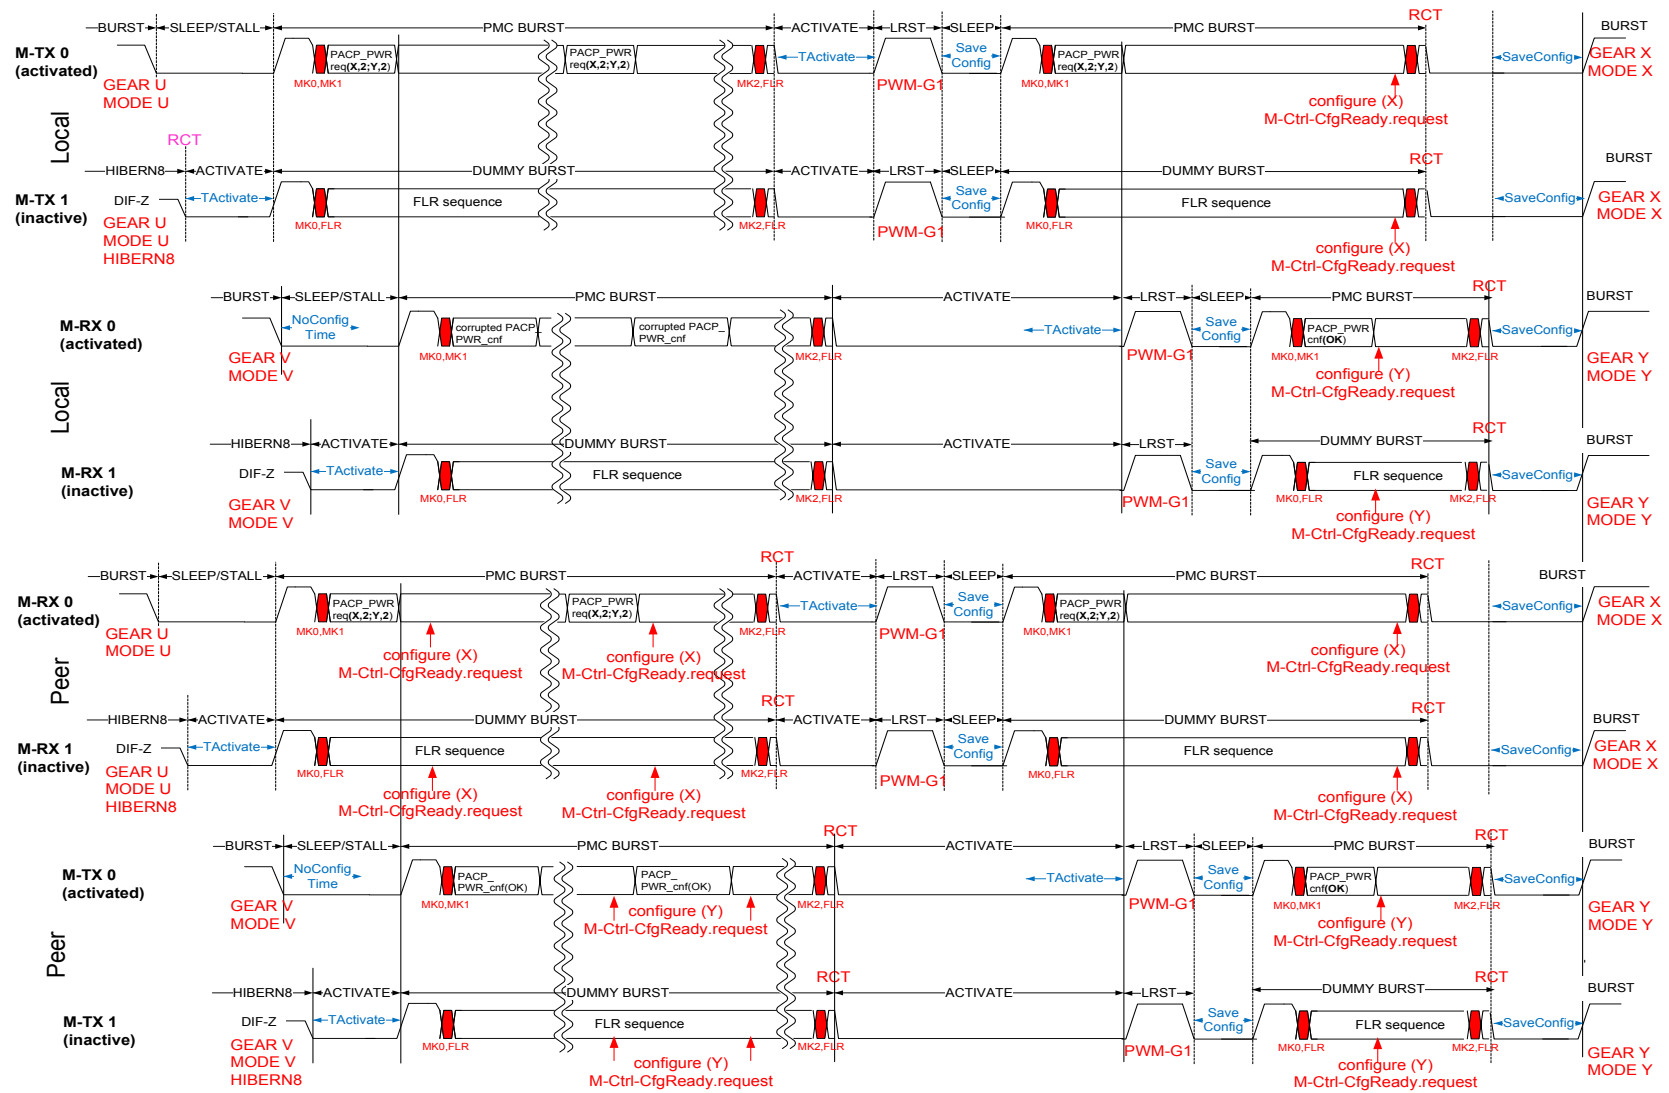 BURST SLEEP/STALL PMC BURST ACTIVATE LRST SLEEP PMC BURST RCT BURST
M-TX 0
(activated)
PACP_PWR
req(X,2;Y,2)
PACP_PWR
req(X,2;Y,2)
TActivate
Save
Config
PACP_PWR
req(X,2;Y,2)
SaveConfig
GEAR X
MODE X
GEAR U
MODE U
MK0,MK1 MK2,FLR PWM-G1 MK0,MK1
configure (X)
M-Ctrl-CfgReady.request
Local
RCT
RCT
HIBERN8 ACTIVATE DUMMY BURST ACTIVATE LRST SLEEP DUMMY BURST BURST
M-TX 1
(inactive)
DIF-Z TActivate FLR sequence
Save
Config
FLR sequence SaveConfig
GEAR X
MODE X
GEAR U
MODE U
HIBERN8
MK0,FLR MK2,FLR PWM-G1 MK0,FLR
configure (X)
M-Ctrl-CfgReady.request
RCT
BURST SLEEP/STALL PMC BURST ACTIVATE LRST SLEEP PMC BURST BURST
M-RX 0
(activated)
NoConfig
Time
corrupted PACP_
PWR_cnf
corrupted PACP_
PWR_cnf
TActivate
Save
Config
PACP_PWR
cnf(OK)
SaveConfig
GEAR V
MODE V
MK0,MK1 MK2,FLR PWM-G1 MK0,MK1 MK2,FLR
GEAR Y
MODE Y
configure (Y)
M-Ctrl-CfgReady.request
Local
RCT
HIBERN8 ACTIVATE DUMMY BURST ACTIVATE LRST DUMMY BURST BURST
M-RX 1
(inactive)
DIF-Z TActivate FLR sequence
Save
Config
FLR sequence SaveConfig
GEAR V
MODE V
MK0,FLR MK2,FLR PWM-G1 MK0,FLR MK2,FLR
GEAR Y
MODE Y
configure (Y)
M-Ctrl-CfgReady.request
RCT RCT
BURST SLEEP/STALL PMC BURST ACTIVATE LRST SLEEP PMC BURST BURST
M-RX 0
(activated)
PACP_PWR
req(X,2;Y,2)
PACP_PWR
req(X,2;Y,2)
TActivate
Save
Config
PACP_PWR
req(X,2;Y,2)
SaveConfig
GEAR X
MODE X
GEAR U
MODE U
MK0,MK1 MK2,FLR PWM-G1 MK0,MK1
configure (X)
M-Ctrl-CfgReady.request
configure (X)
M-Ctrl-CfgReady.request
configure (X)
M-Ctrl-CfgReady.request
Peer
RCT RCT
HIBERN8 ACTIVATE DUMMY BURST ACTIVATE LRST SLEEP DUMMY BURST BURST
M-RX 1
(inactive)
DIF-Z TActivate FLR sequence
Save
Config
FLR sequence SaveConfig
GEAR X
MODE X
GEAR U
MODE U
HIBERN8
MK0,FLR MK2,FLR PWM-G1 MK0,FLR
configure (X)
M-Ctrl-CfgReady.request
configure (X)
M-Ctrl-CfgReady.request
configure (X)
M-Ctrl-CfgReady.request
RCT RCT
BURST SLEEP/STALL PMC BURST ACTIVATE LRST SLEEP PMC BURST BURST
M-TX 0
(activated)
NoConfig
Time
PACP_
PWR_cnf(OK)
PACP_
PWR_cnf(OK)
TActivate
Save
Config
PACP_PWR
cnf(OK)
SaveConfig
GEAR V
MODE V
MK0,MK1 MK2,FLR PWM-G1 MK0,MK1 MK2,FLR
GEAR Y
MODE Y
configure (Y)
M-Ctrl-CfgReady.request
configure (Y)
M-Ctrl-CfgReady.request
Peer
RCT RCT
HIBERN8 ACTIVATE DUMMY BURST ACTIVATE LRST DUMMY BURST BURST
M-TX 1
(inactive)
DIF-Z TActivate FLR sequence
Save
Config
FLR sequence SaveConfig
GEAR V
MODE V
HIBERN8
MK0,FLR MK2,FLR PWM-G1 MK0,FLR MK2,FLR
GEAR Y
MODE Y
configure (Y)
M-Ctrl-CfgReady.request
configure (Y)
M-Ctrl-CfgReady.request